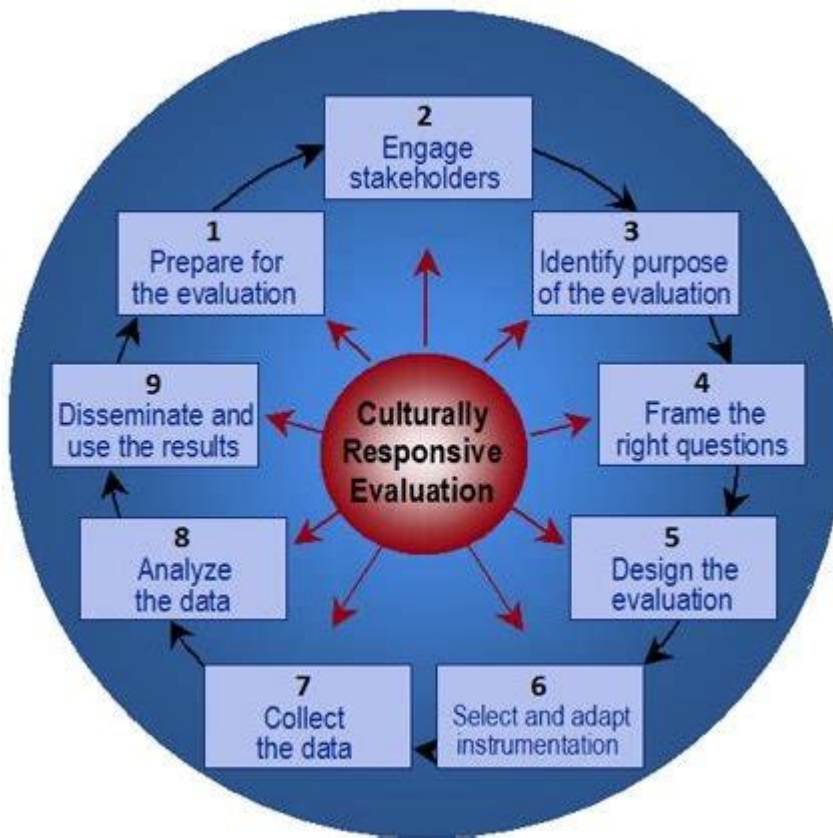 2
Engage
stakeholders
1
Prepare for
the evaluation
3
Identify purpose
of the evaluation
9
Disseminate and
use the results
Culturally
Responsive
Evaluation
4
Frame the
right questions
8
Analyze
the data
5
Design the
evaluation
7
Collect
the data
6
Select and adapt
instrumentation